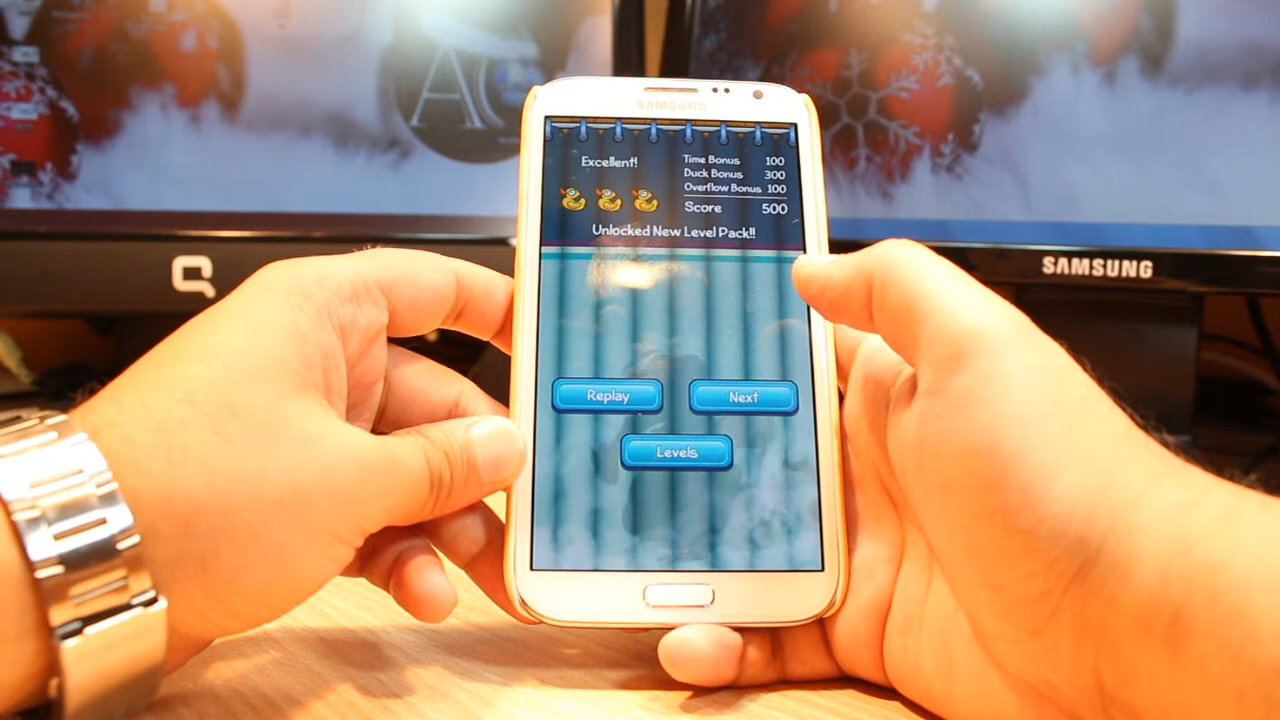 SAMSUNG
Excellent!
Time Bonus 100
Duck Bonus 300
Overflow Bonus 100
Score 500
Unlocked New Level Pack!!
Replay
Next
Levels
SAMSUNG